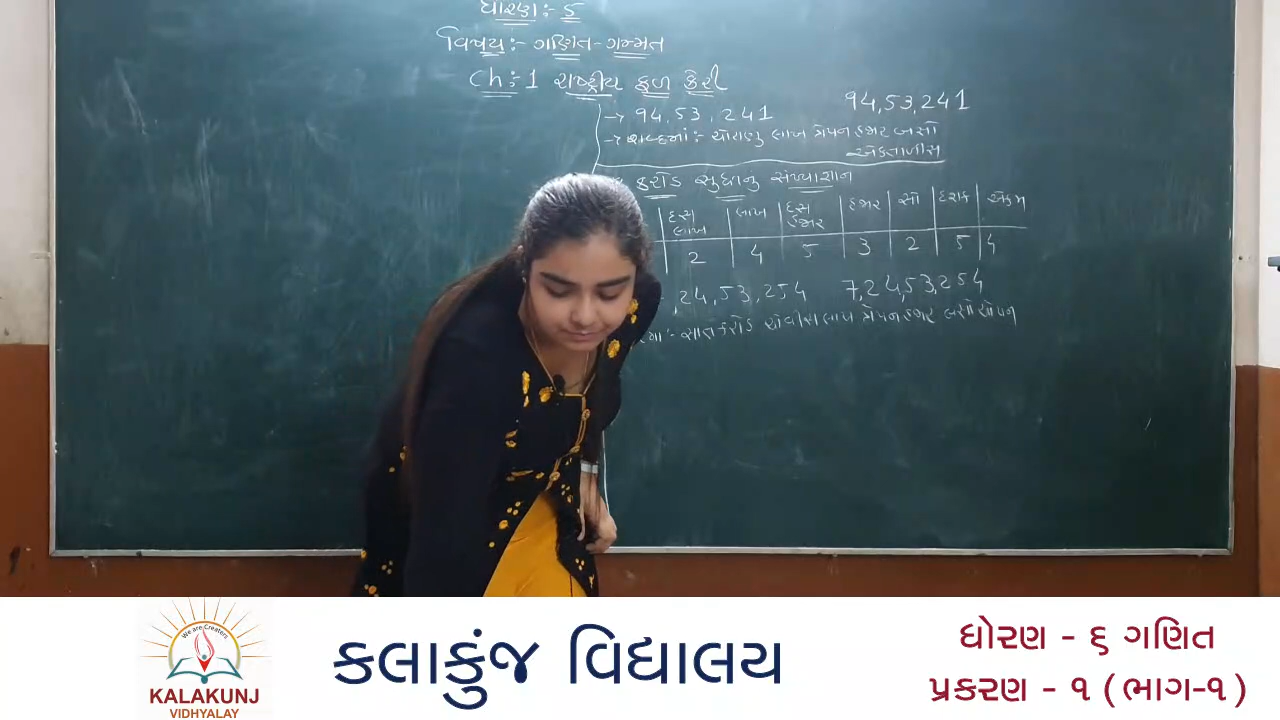 ધોરણ :- ૬
વિષય :- ગણિત-ગમ્મત
Ch:-1 રાષ્ટ્રીય ફળ કેરી
→ ૧૪,53,241
94,53,241
→ શબ્દમાં :- ચોરાણુ લાખ ત્રેપન હજાર બસો
એકતાળીસ
કરોડ સુધીનું સંખ્યાજ્ઞાન
દસ લાખ લાખ દસ હજાર હજાર સો દશક એકમ
2 4 5 3 2 5 4
,24,53,254
7,24,53,254
સાત કરોડ ચોવીસ લાખ ત્રેપન હજાર બસો ચોપન
We are Creators
KALAKUNJ
VIDHYALAY
કલાકુંજ વિદ્યાલય
ધોરણ - ૬ ગણિત
પ્રકરણ - ૧ (ભાગ-૧)